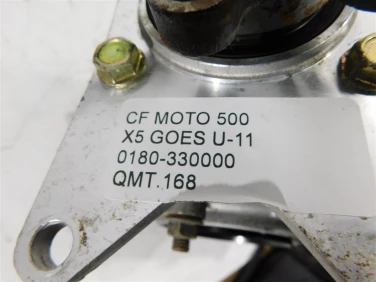 CF MOTO 500
X5 GOES U-11
0180-330000
QMT.168